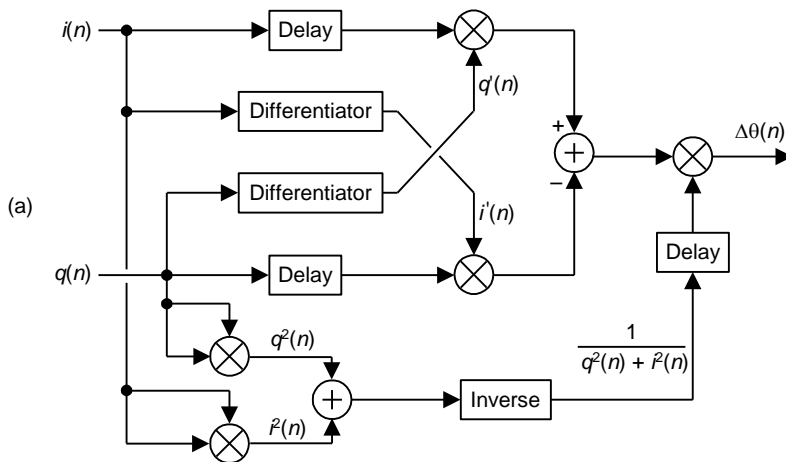 i(n)
Delay
q'(n)
Differentiator
+
Δθ(n)
+
(a)
Differentiator
−
i'(n)
q(n)
Delay
Delay
q²(n)
1
q²(n) + i²(n)
+
Inverse
i²(n)